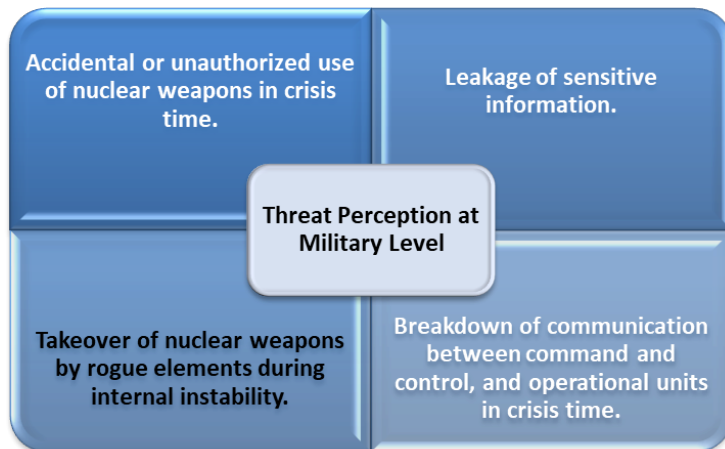 Accidental or unauthorized use
of nuclear weapons in crisis
time.
Leakage of sensitive
information.
Threat Perception at
Military Level
Takeover of nuclear weapons
by rogue elements during
internal instability.
Breakdown of communication
between command and
control, and operational units
in crisis time.